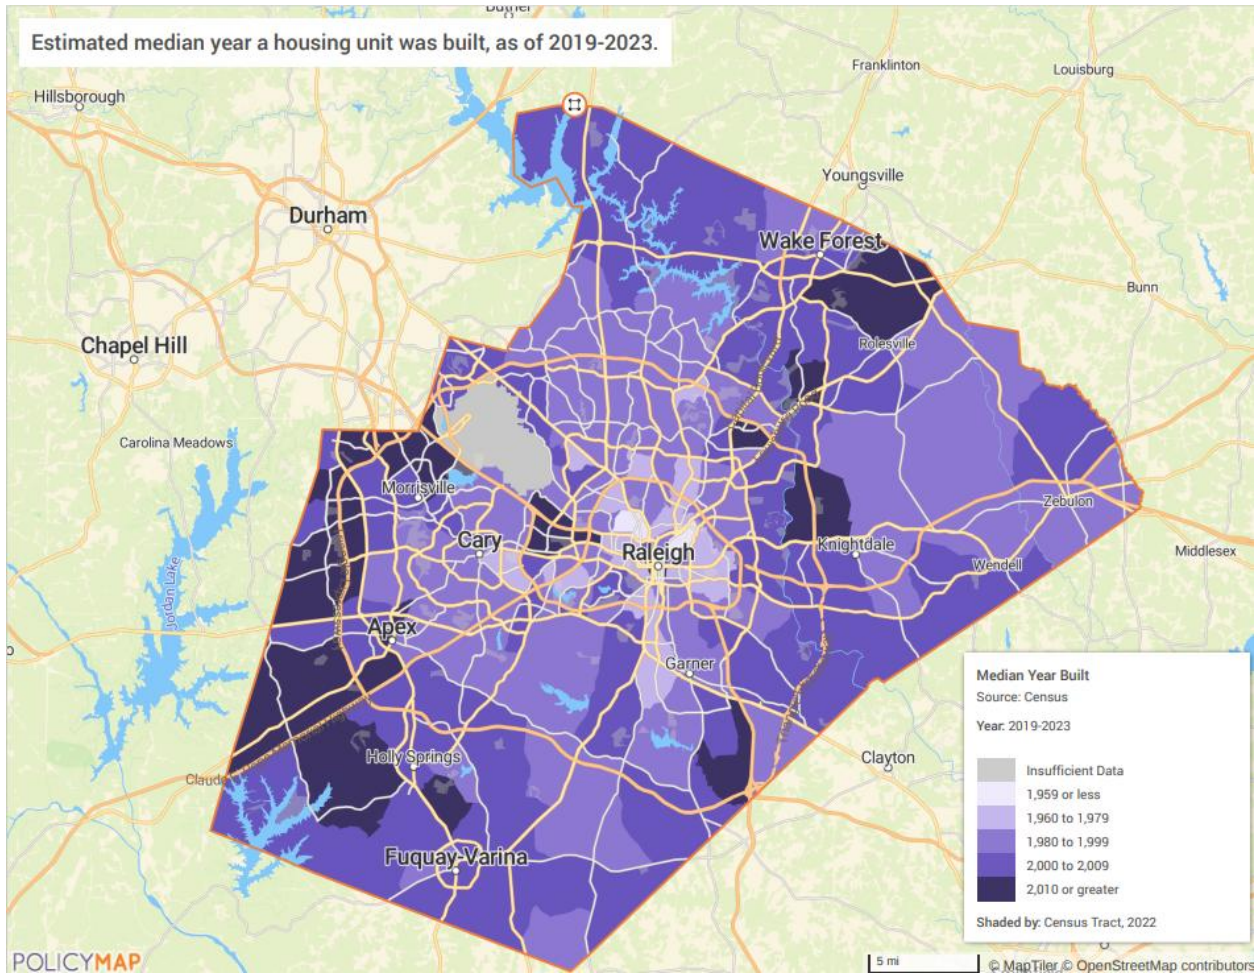 Butner
Estimated median year a housing unit was built, as of 2019-2023.
Franklinton
Louisburg
Hillsborough
Youngsville
Durham
Wake Forest
Bunn
Chapel Hill
Rolesville
Carolina Meadows
Morrisville
Zebulon
Cary
Raleigh
Knightdale
Middlesex
Wendell
Jordan Lake
Apex
Garner
Holly Springs
Clayton
Fuquay-Varina
Median Year Built
Source: Census
Year: 2019-2023
Insufficient Data
1,959 or less
1,960 to 1,979
1,980 to 1,999
2,000 to 2,009
2,010 or greater
Shaded by: Census Tract, 2022
POLICYMAP
5 mi
© MapTiler © OpenStreetMap contributors